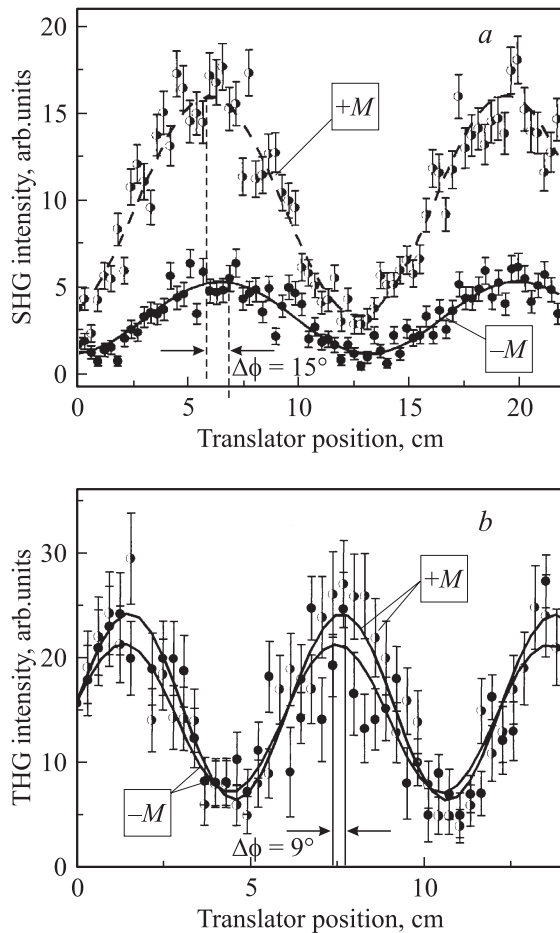 20
15
10
5
0
SHG intensity, arb.units
a
+M
–M
Δϕ = 15°
0 5 10 15 20
Translator position, cm
30
20
10
0
THG intensity, arb.units
b
+M
–M
Δϕ = 9°
0 5 10
Translator position, cm